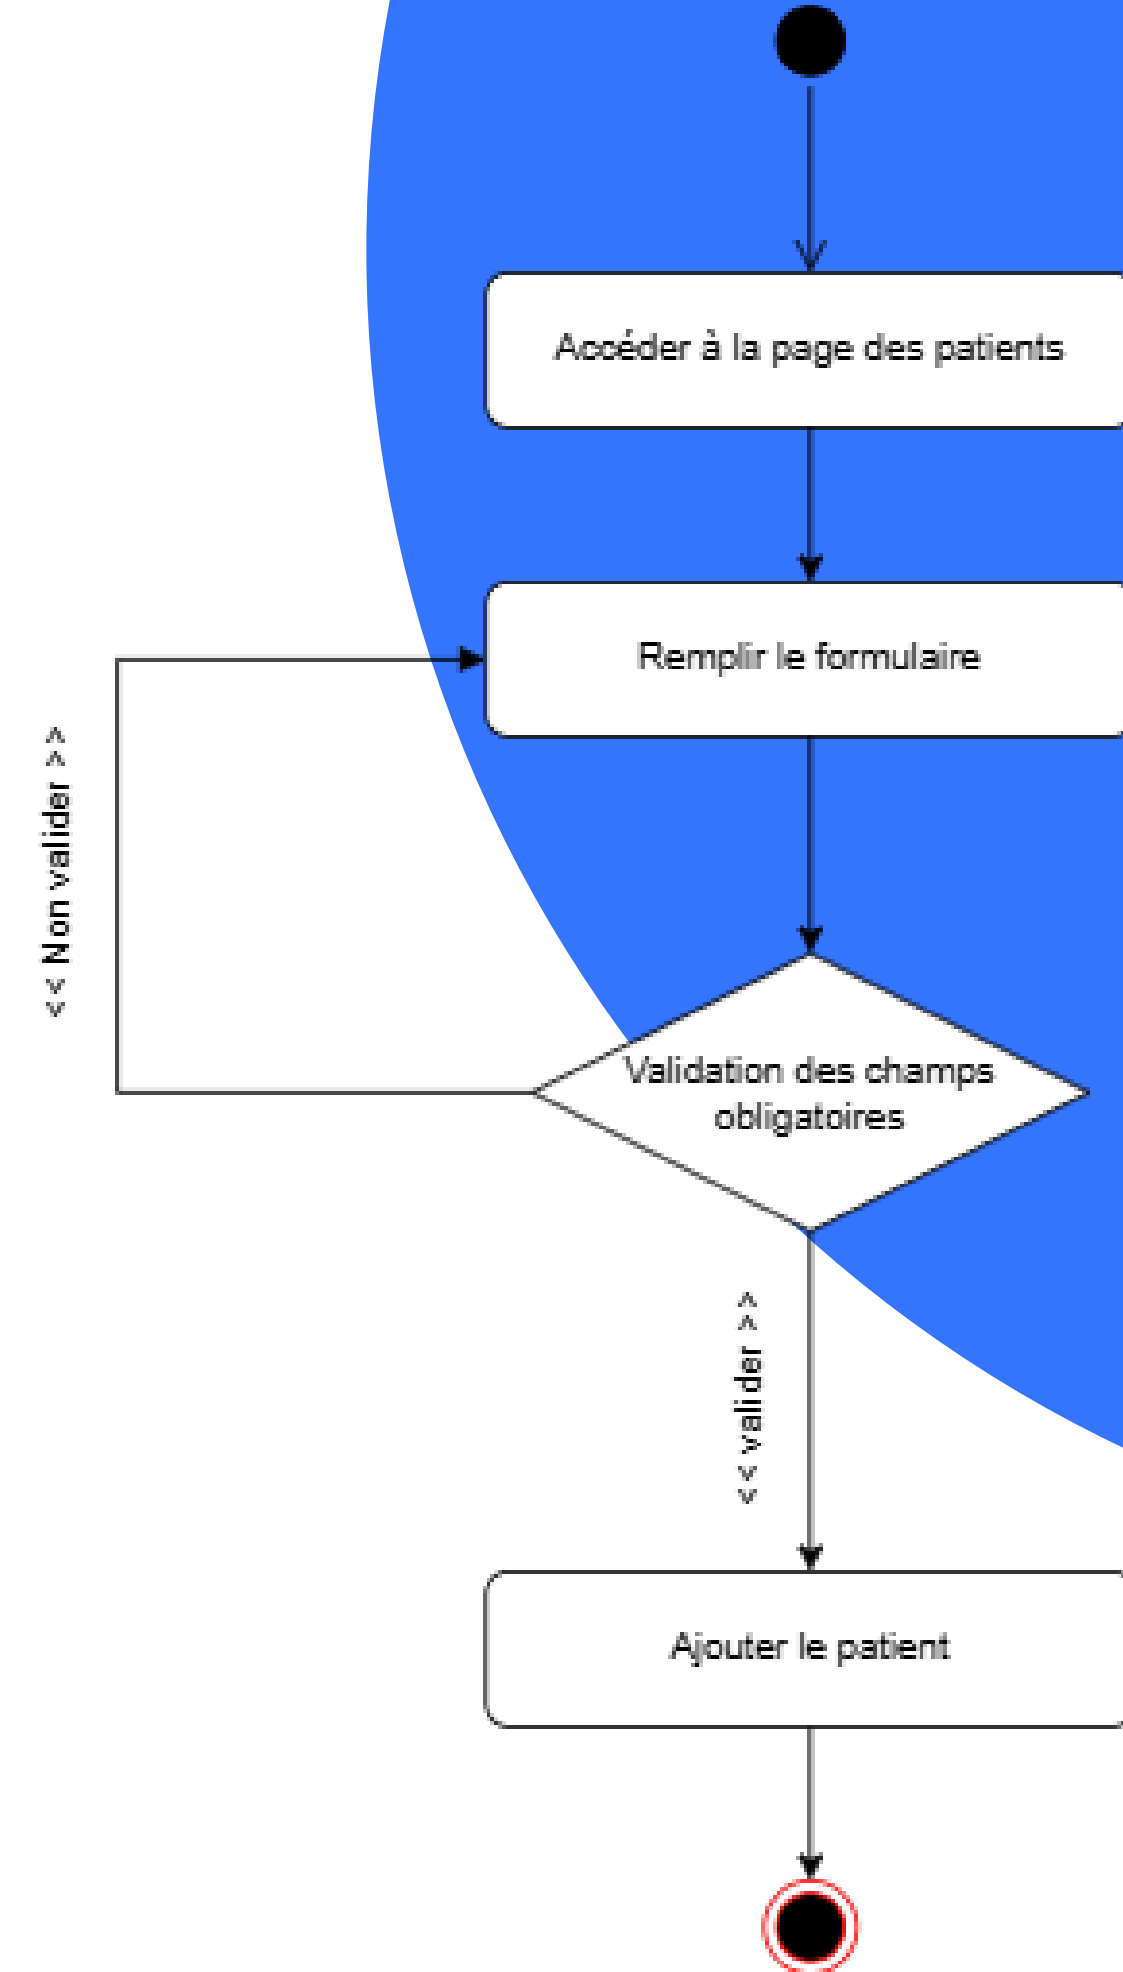 Accéder à la page des patients
Remplir le formulaire
<< Non valider >>
Validation des champs
obligatoires
<< valider >>
Ajouter le patient